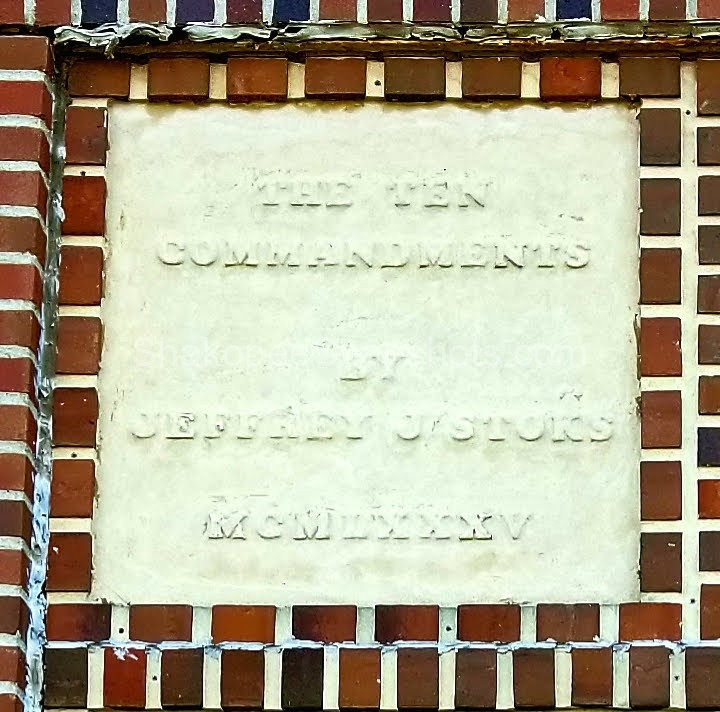 THE TEN
COMMANDMENTS
BY
JEFFREY J STOKS
MCMLXXXV